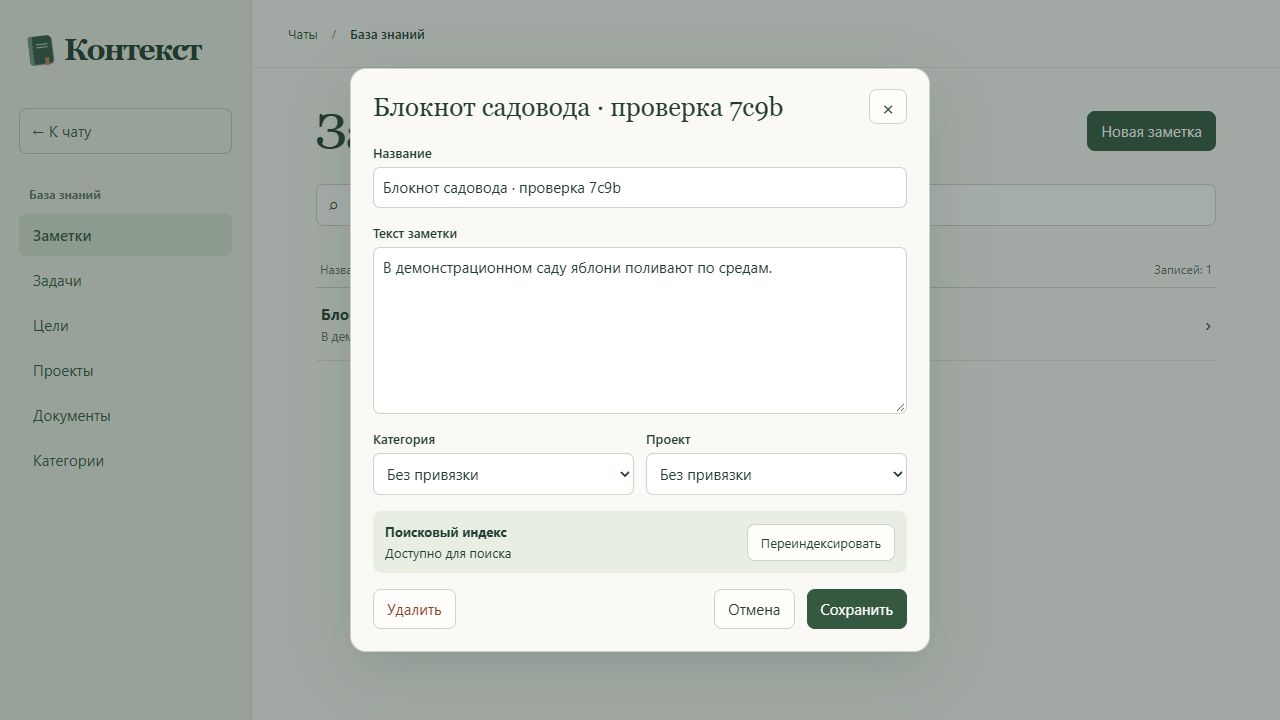 Контекст
← К чату
База знаний
Заметки
Задачи
Цели
Проекты
Документы
Категории
Чаты / База знаний
Новая заметка
Записей: 1
Блокнот садовода · проверка 7c9b
×
Название
Блокнот садовода · проверка 7c9b
Текст заметки
В демонстрационном саду яблони поливают по средам.
Категория
Проект
Без привязки
Без привязки
Поисковый индекс
Доступно для поиска
Переиндексировать
Удалить
Отмена
Сохранить